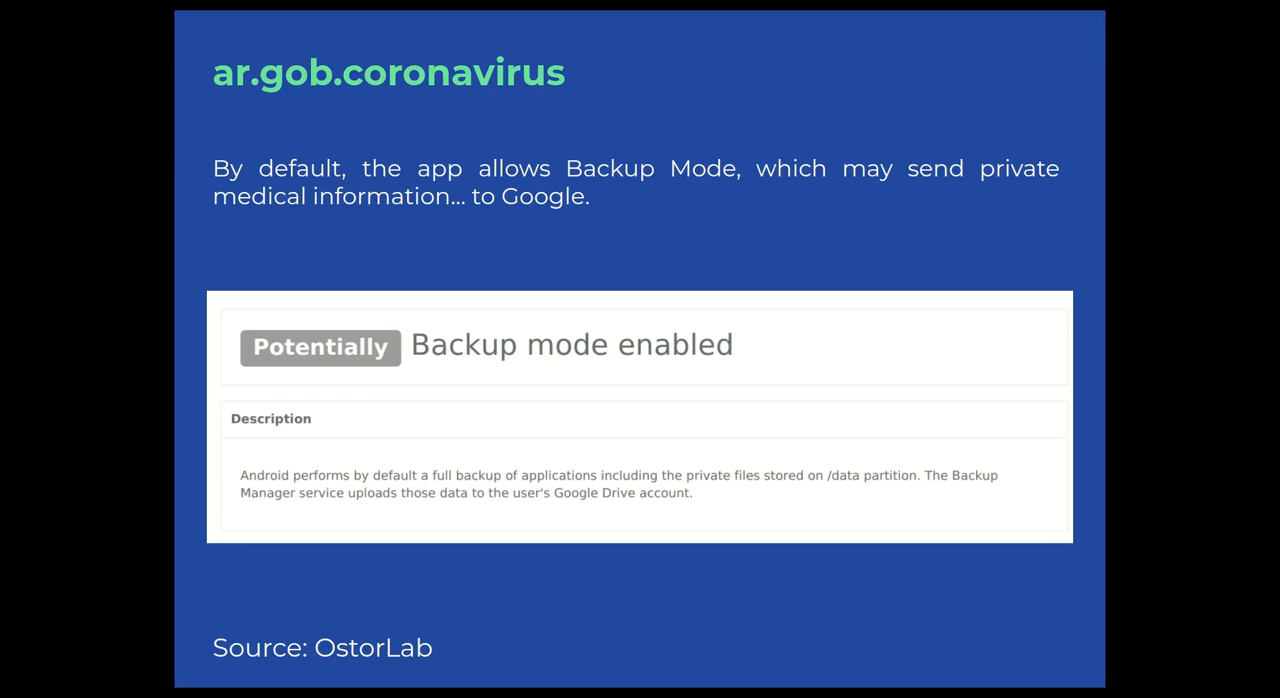 ar.gob.coronavirus
By default, the app allows Backup Mode, which may send private
medical information... to Google.
Potentially Backup mode enabled
Description
Android performs by default a full backup of applications including the private files stored on /data partition. The Backup
Manager service uploads those data to the user's Google Drive account.
Source: OstorLab